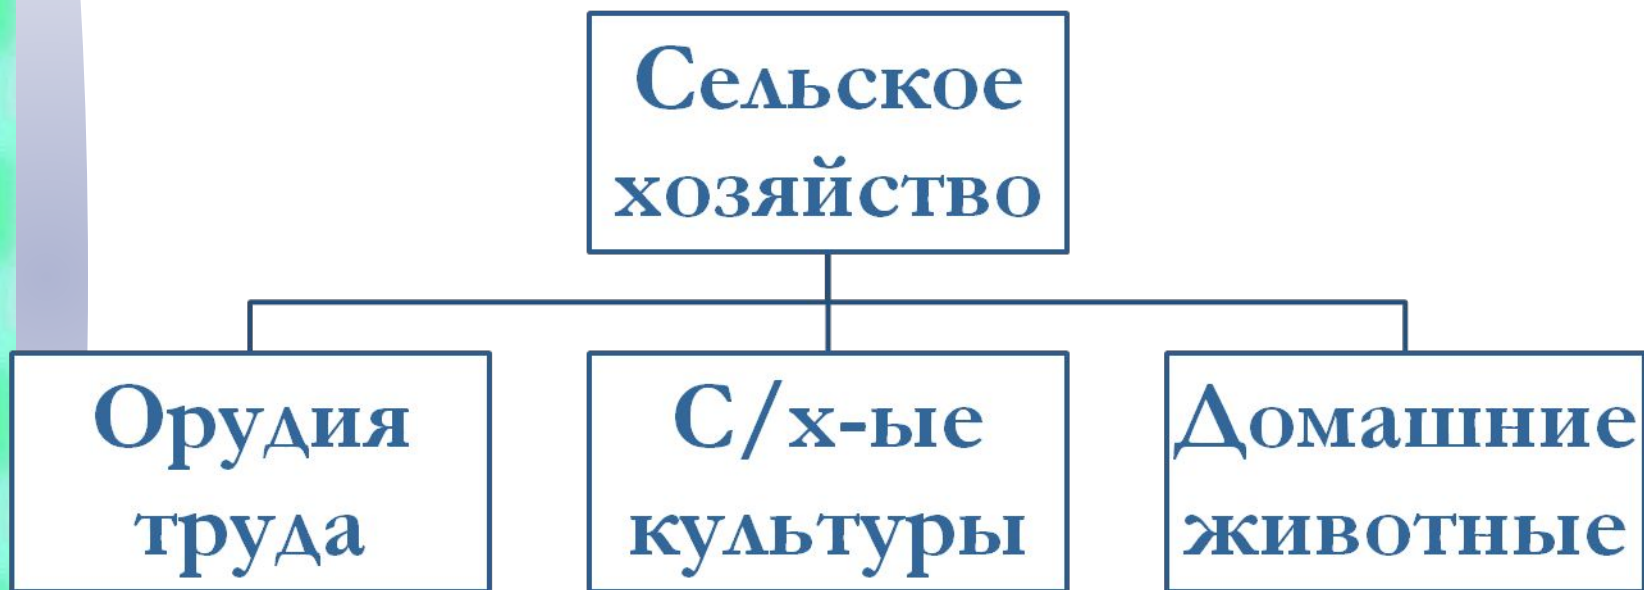 Сельское
хозяйство
Орудия
труда
С/х-ые
культуры
Домашние
животные